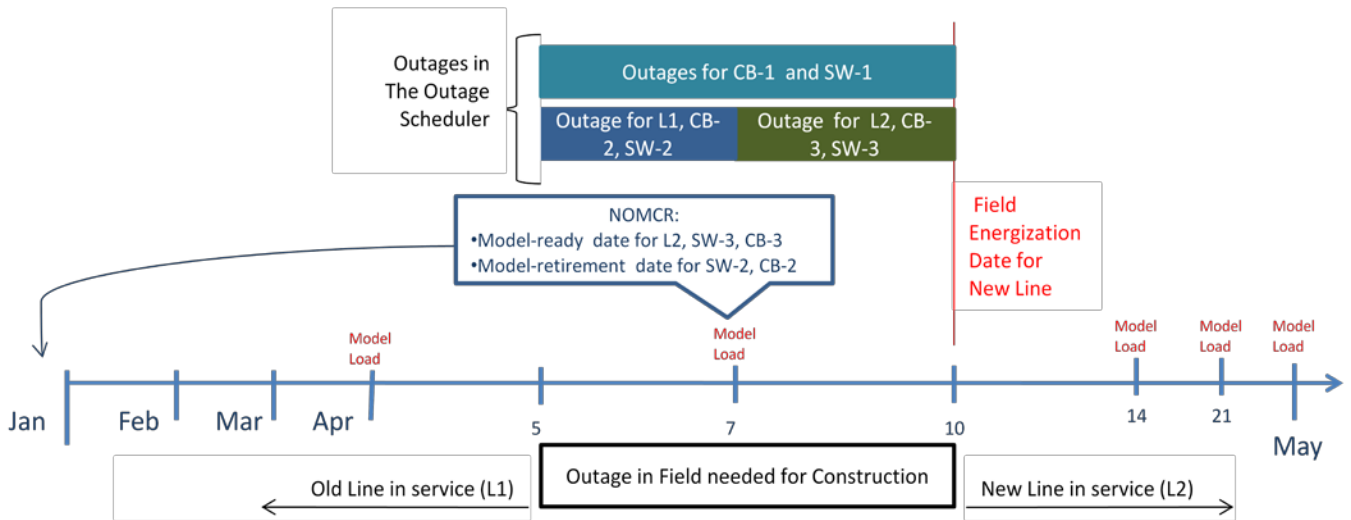 Outages in
The Outage
Scheduler
Outages for CB-1 and SW-1
Outage for L1, CB-
2, SW-2
Outage for L2, CB-
3, SW-3
NOMCR:
•Model-ready date for L2, SW-3, CB-3
•Model-retirement date for SW-2, CB-2
Field
Energization
Date for
New Line
Model
Load
Model
Load
Model
Load
Model
Load
Model
Load
Jan
Feb
Mar
Apr
5
7
10
14
21
May
Old Line in service (L1)
Outage in Field needed for Construction
New Line in service (L2)